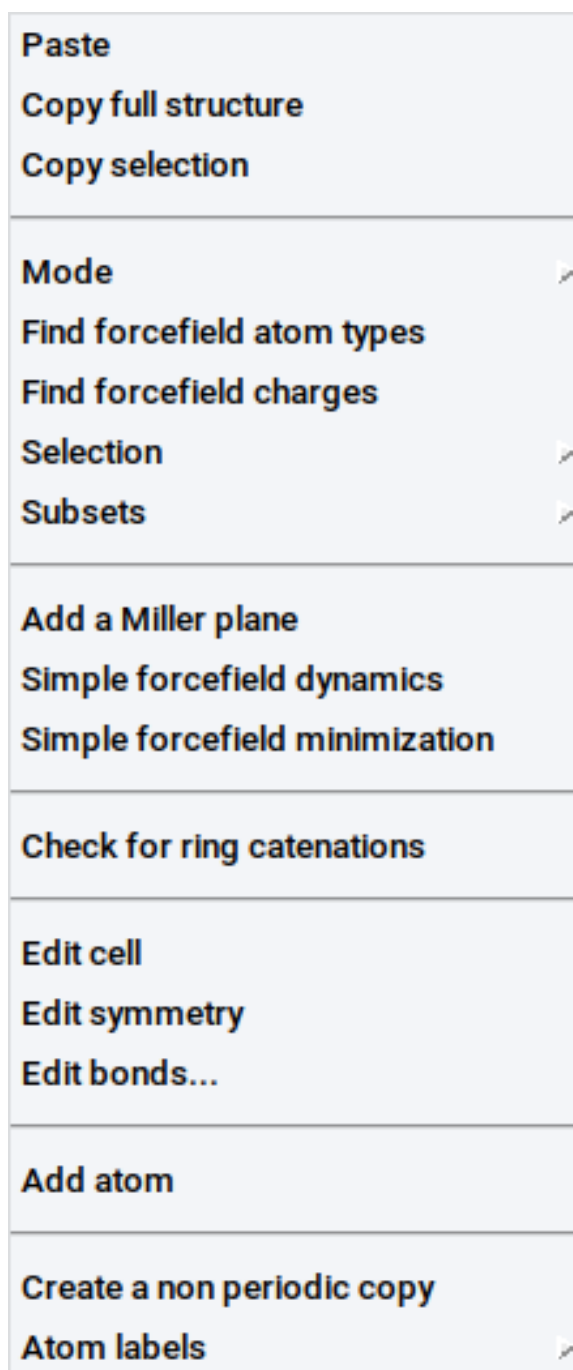 Paste
Copy full structure
Copy selection
Mode
Find forcefield atom types
Find forcefield charges
Selection
Subsets
Add a Miller plane
Simple forcefield dynamics
Simple forcefield minimization
Check for ring catenations
Edit cell
Edit symmetry
Edit bonds...
Add atom
Create a non periodic copy
Atom labels